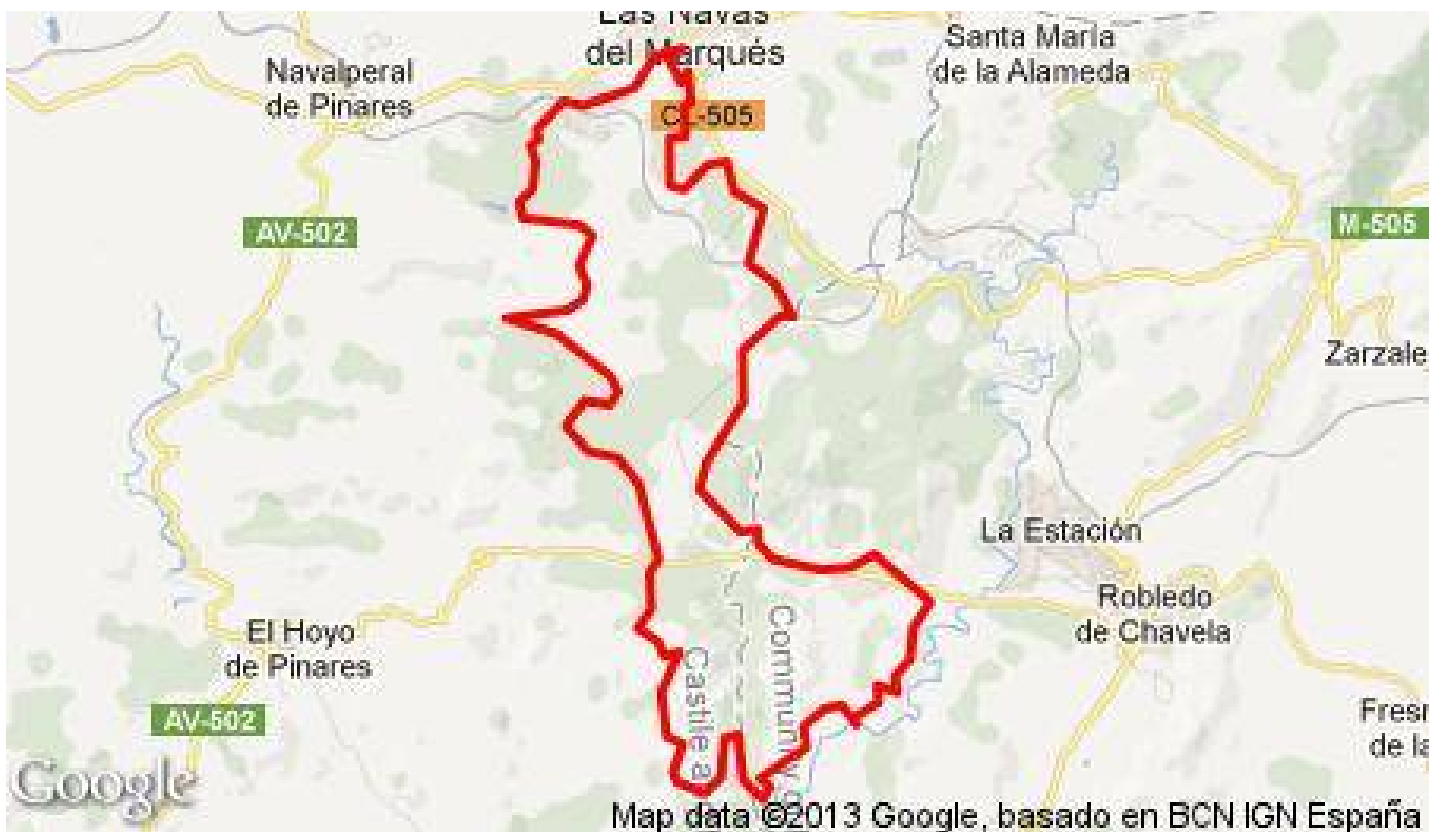 Las Navas
del Marqués
Santa María
de la Alameda
Navalperal
de Pinares
CL-505
AV-502
M-505
Zarzale
La Estación
Robledo
de Chavela
El Hoyo
de Pinares
Castile a
Community o
AV-502
Fresn
de la
Google
Map data ©2013 Google, basado en BCN IGN España